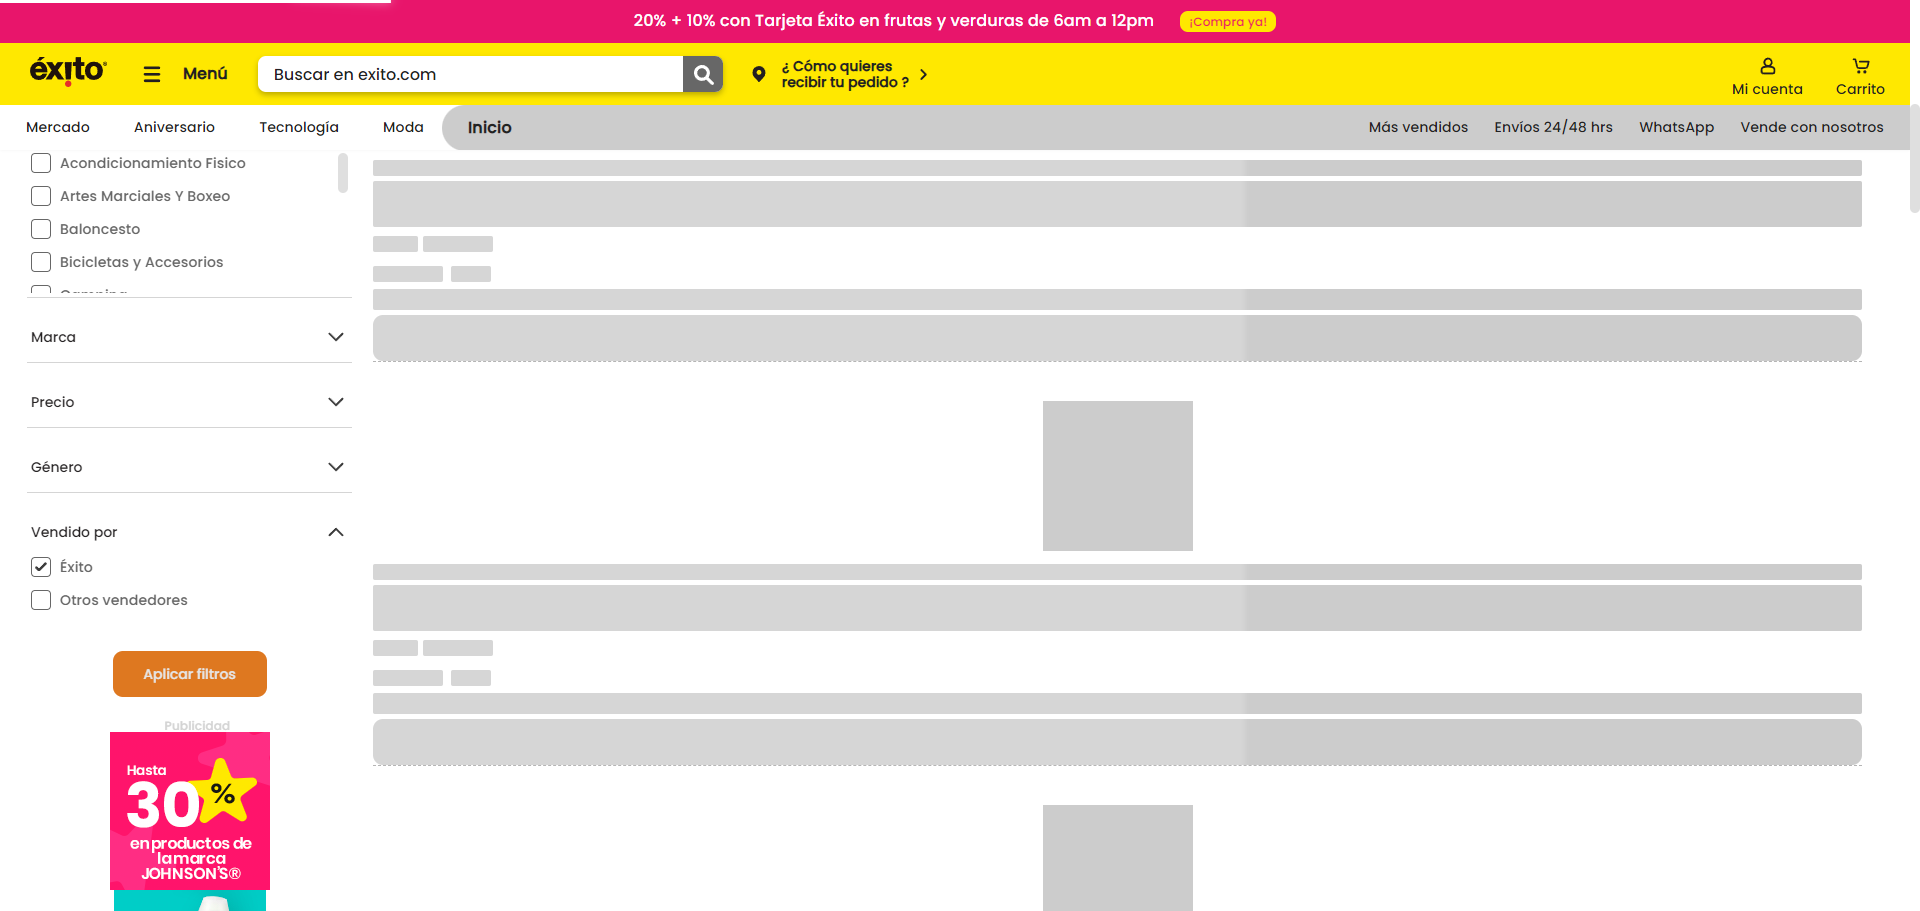 20% + 10% con Tarjeta Éxito en frutas y verduras de 6am a 12pm
¡Compra ya!
éxito
Menú
Buscar en exito.com
¿ Cómo quieres
recibir tu pedido ?
Mi cuenta
Carrito
Mercado
Aniversario
Tecnología
Moda
Inicio
Más vendidos
Envíos 24/48 hrs
WhatsApp
Vende con nosotros
Acondicionamiento Fisico
Artes Marciales Y Boxeo
Baloncesto
Bicicletas y Accesorios
Marca
Precio
Género
Vendido por
Éxito
Otros vendedores
Aplicar filtros
Publicidad
Hasta
30 %
en productos de
la marca
JOHNSON'S®